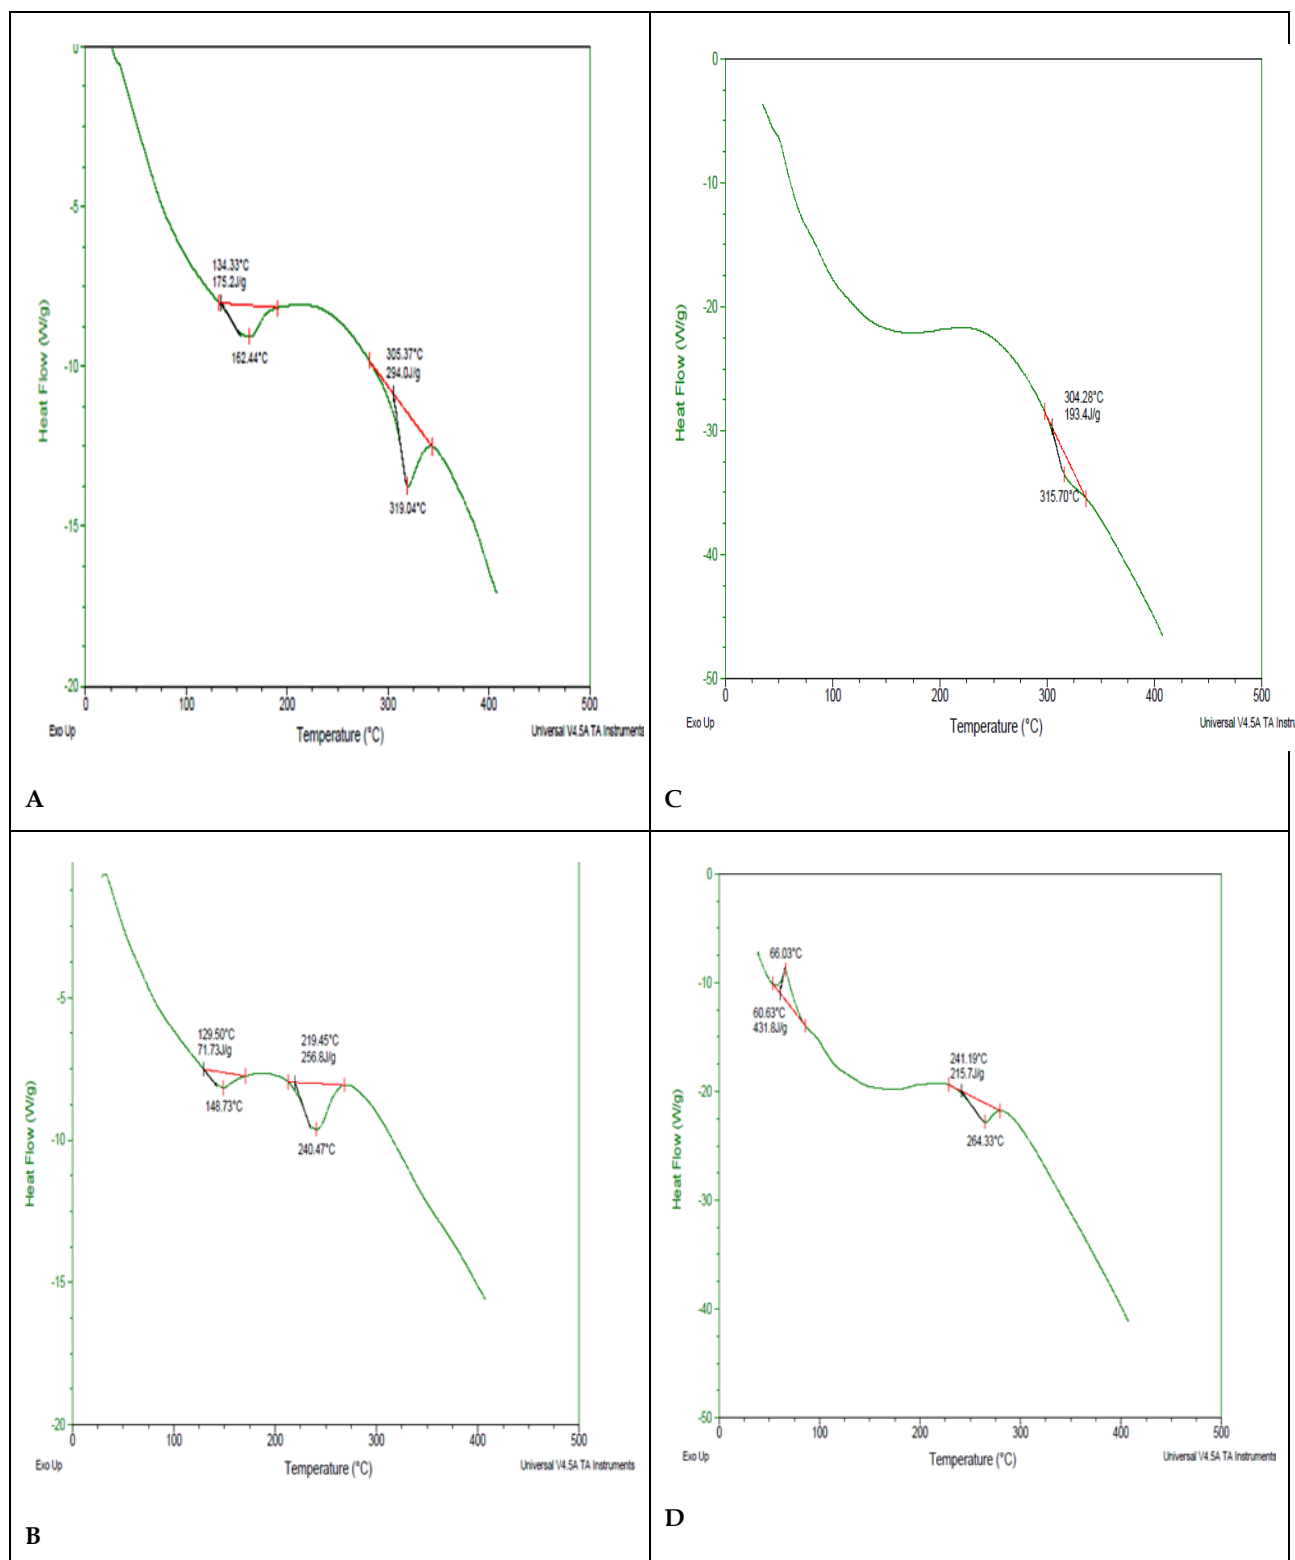 0
-5
-10
-15
-20
Heat Flow (W/g)
134.33°C
175.2J/g
162.44°C
305.37°C
294.0J/g
319.04°C
0
100
200
300
400
500
Exo Up
Temperature (°C)
Universal V4.5A TA Instruments
A
0
-10
-20
-30
-40
-50
Heat Flow (W/g)
304.28°C
193.4J/g
315.70°C
0
100
200
300
400
500
Exo Up
Temperature (°C)
Universal V4.5A TA Instru
C
-5
-10
-15
-20
Heat Flow (W/g)
129.50°C
71.73J/g
148.73°C
219.45°C
256.8J/g
240.47°C
0
100
200
300
400
500
Exo Up
Temperature (°C)
Universal V4.5A TA Instruments
B
0
-10
-20
-30
-40
-50
Heat Flow (W/g)
66.03°C
60.63°C
431.8J/g
241.19°C
215.7J/g
264.33°C
0
100
200
300
400
500
Exo Up
Temperature (°C)
Universal V4.5A TA Instruments
D